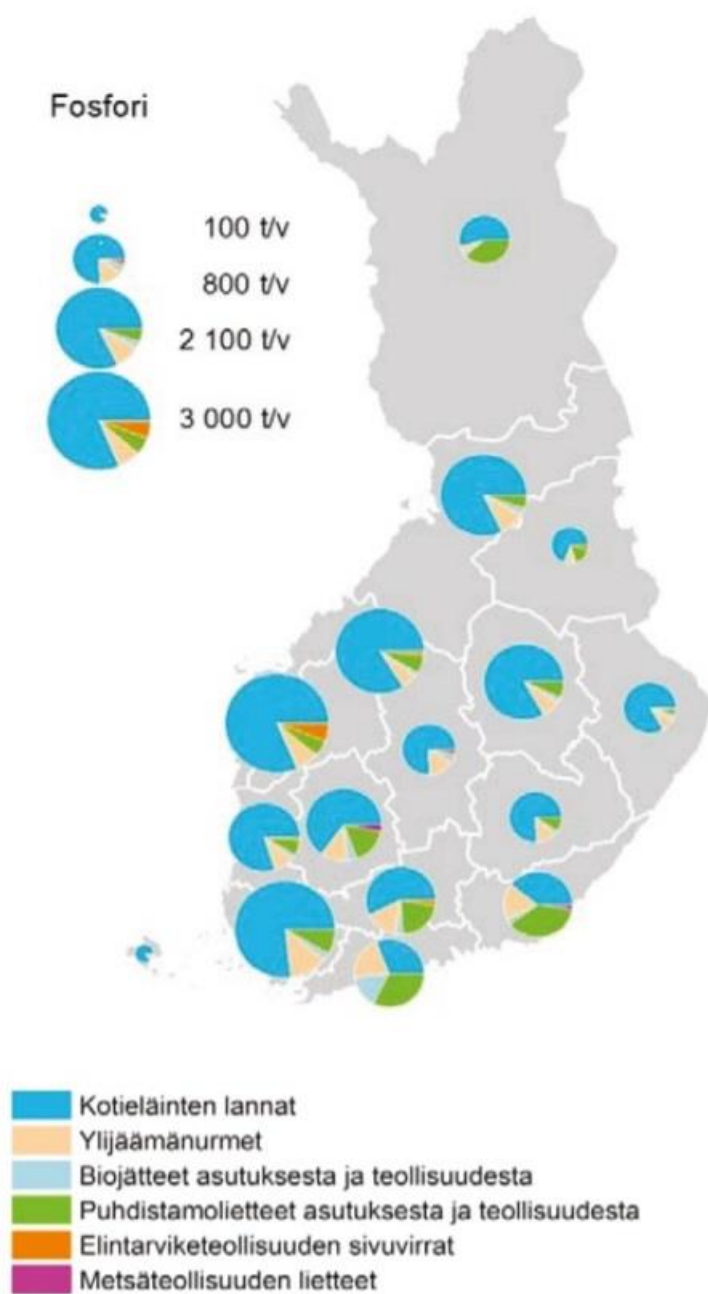 Fosfori
100 t/v
800 t/v
2 100 t/v
3 000 t/v
Kotieläinten lannat
Ylijäämänurmet
Biojätteet asutuksesta ja teollisuudesta
Puhdistamolietteet asutuksesta ja teollisuudesta
Elintarviketeollisuuden sivuvirrat
Metsäteollisuuden lietteet